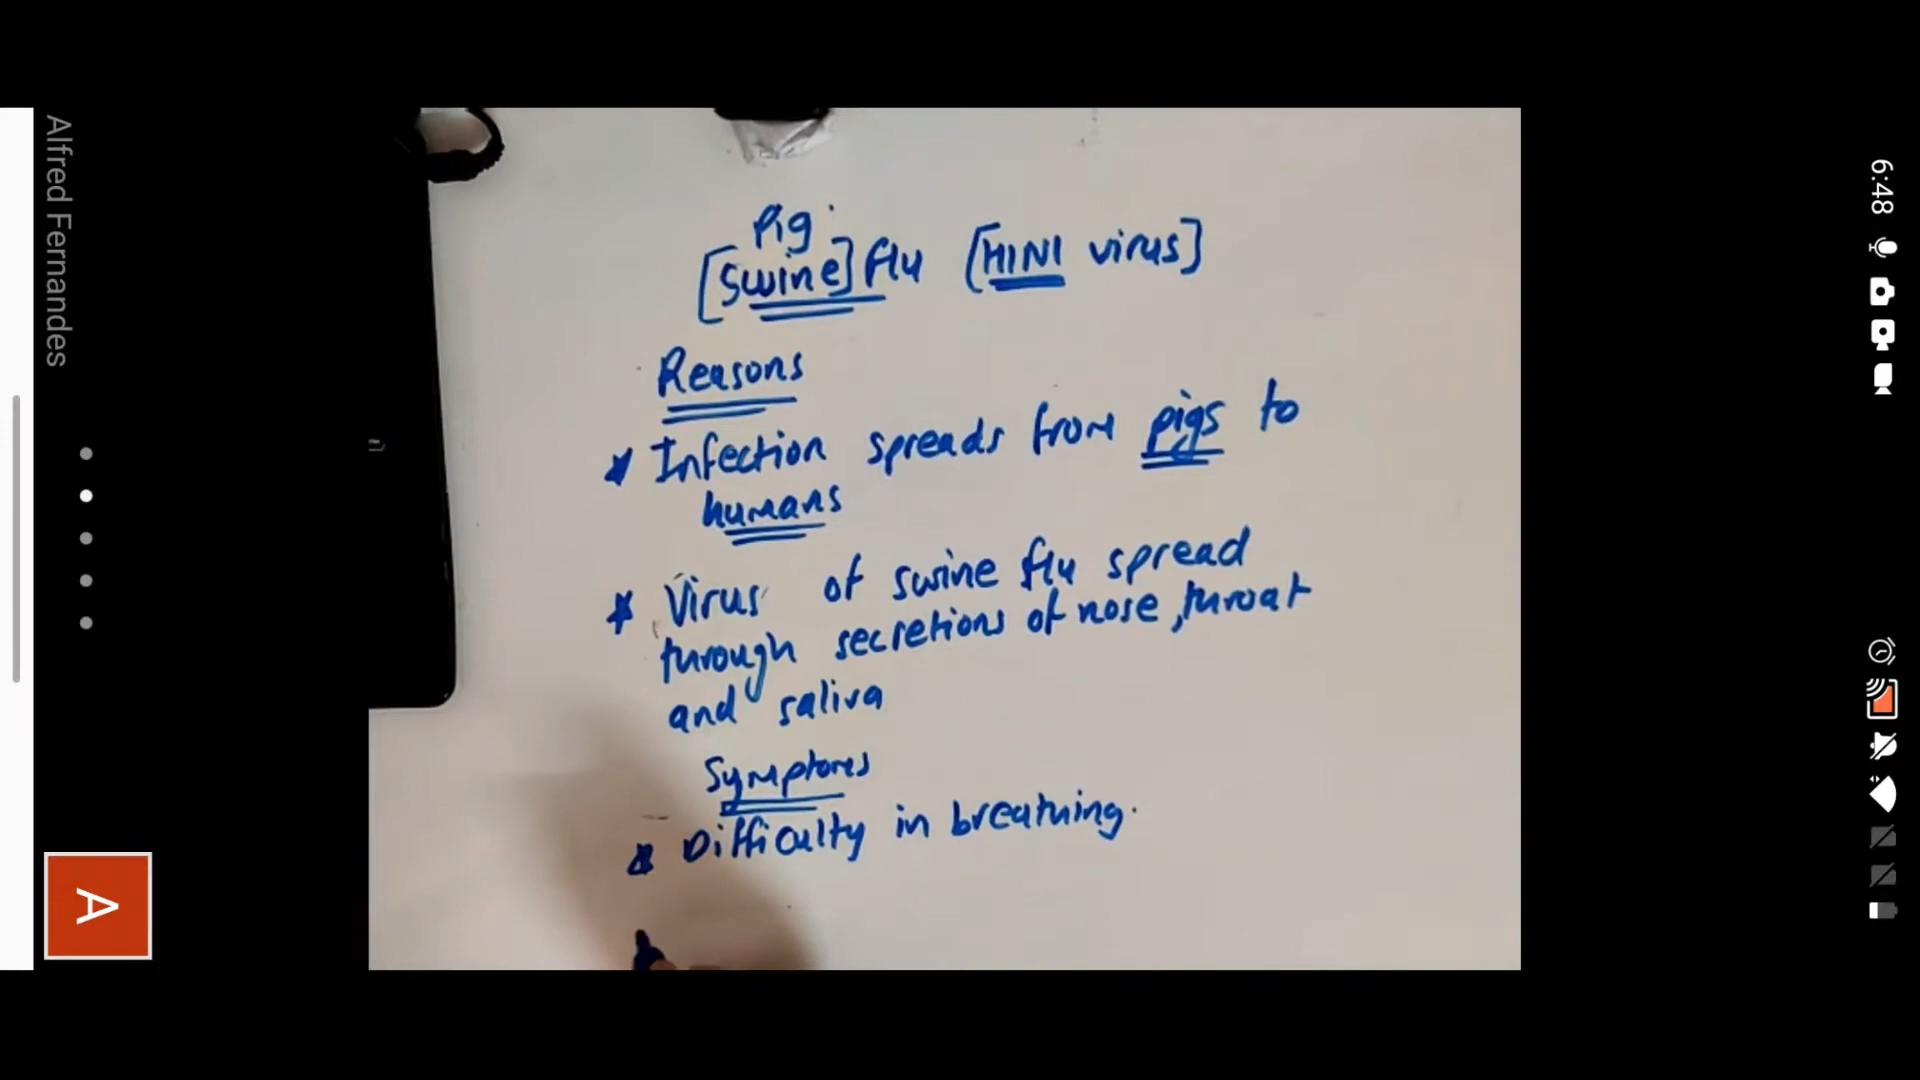 Alfred Fernandes
6:48
Pig
[Swine] flu [H1N1 virus]
Reasons
* Infection spreads from pigs to
humans
* Virus of swine flu spread
through secretions of nose, throat
and saliva
Symptoms
* Difficulty in breathing.
A